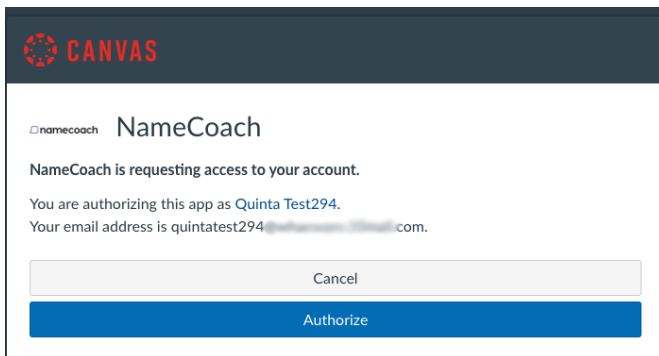 CANVAS
namecoach NameCoach
NameCoach is requesting access to your account.
You are authorizing this app as Quinta Test294.
Your email address is quintatest294 com.
Cancel
Authorize